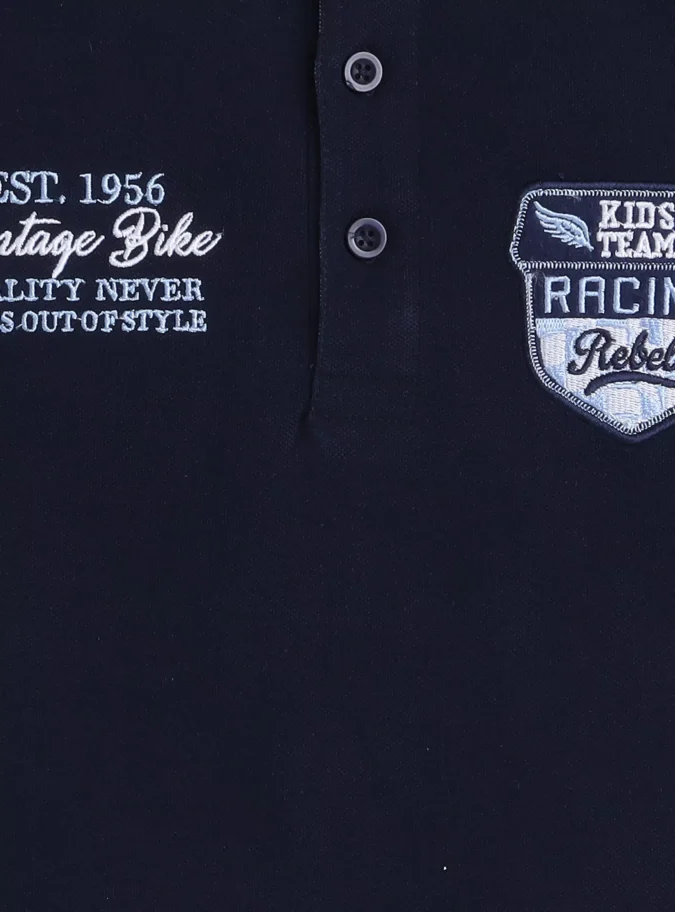 EST. 1956
ntage Bike
ALITY NEVER
S OUT OF STYLE
KIDS
TEAM
RACIN
Rebel